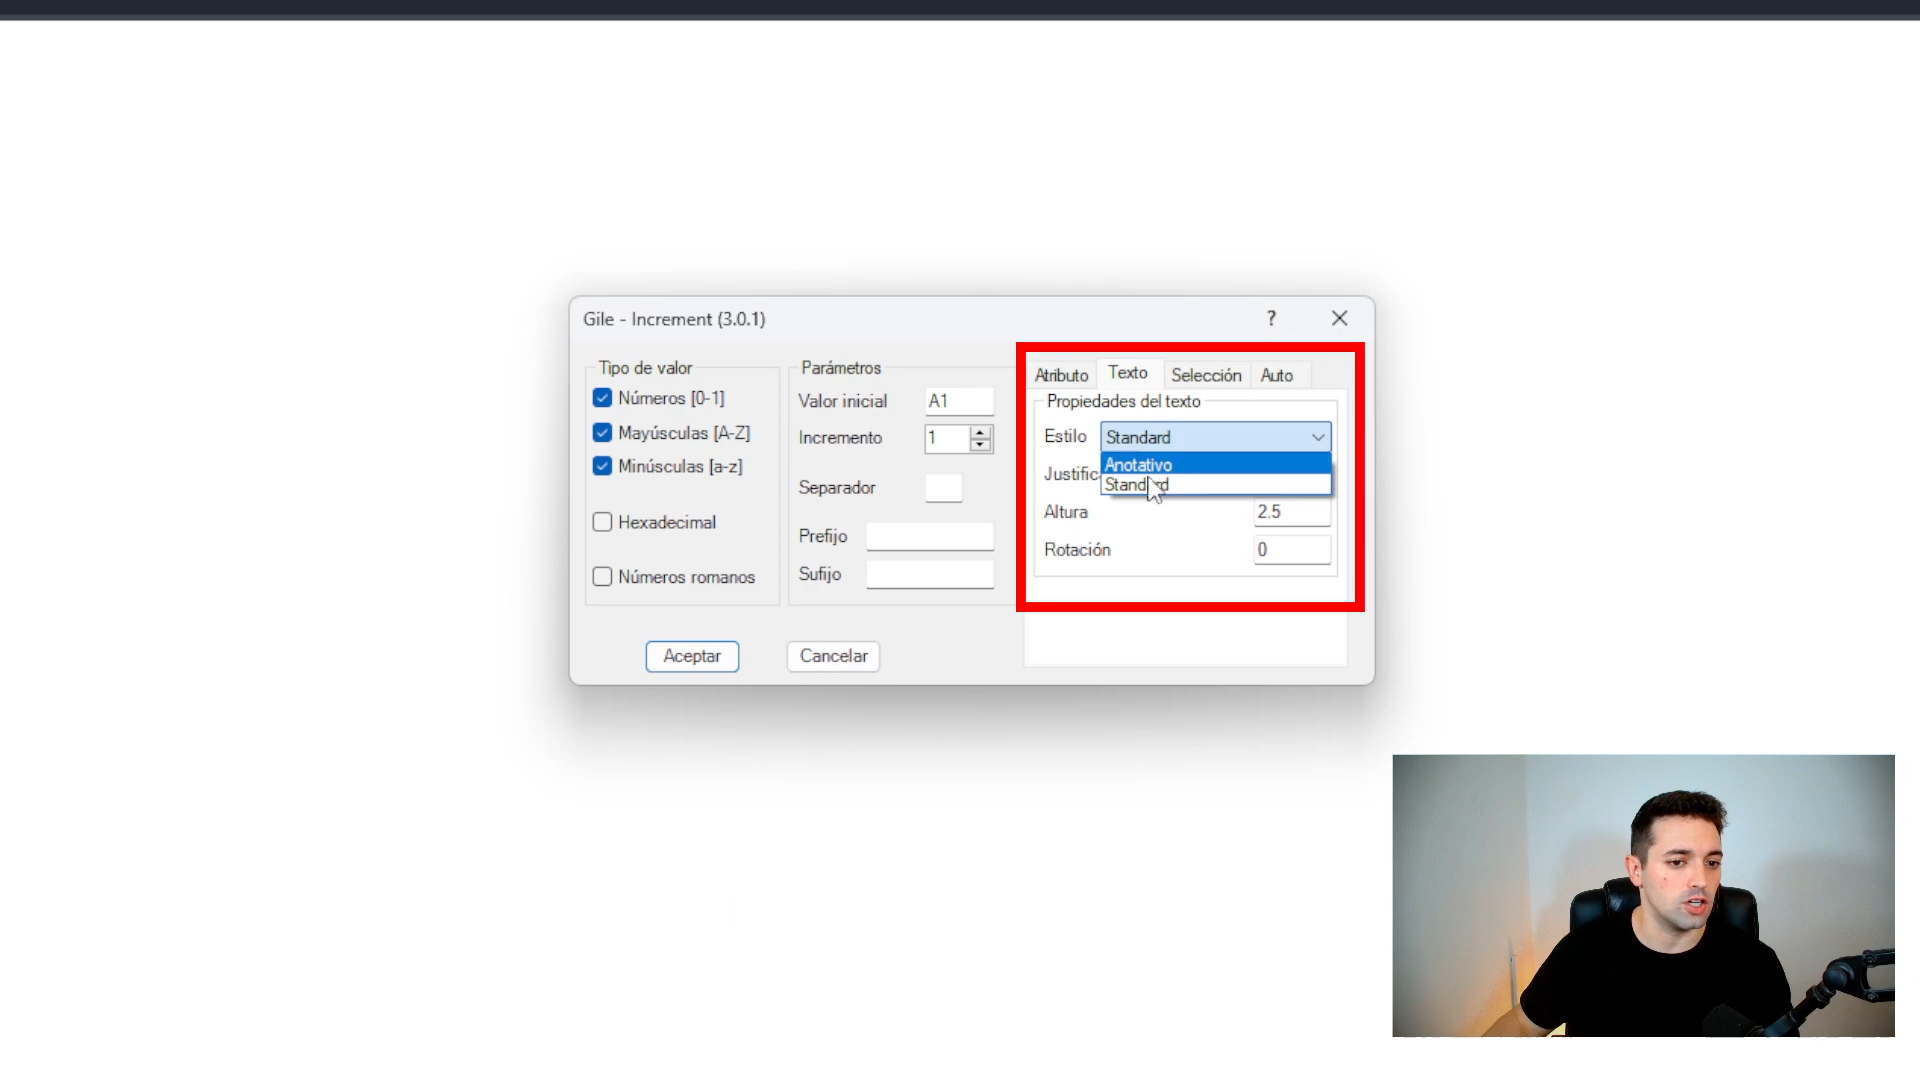 Gile - Increment (3.0.1)
?
Tipo de valor
Números [0-1]
Mayúsculas [A-Z]
Minúsculas [a-z]
Hexadecimal
Números romanos
Parámetros
Valor inicial A1
Incremento 1
Separador
Prefijo
Sufijo
Atributo Texto Selección Auto
Propiedades del texto
Estilo Standard
Anotativo
Standard
Justific
Altura 2.5
Rotación 0
Aceptar Cancelar